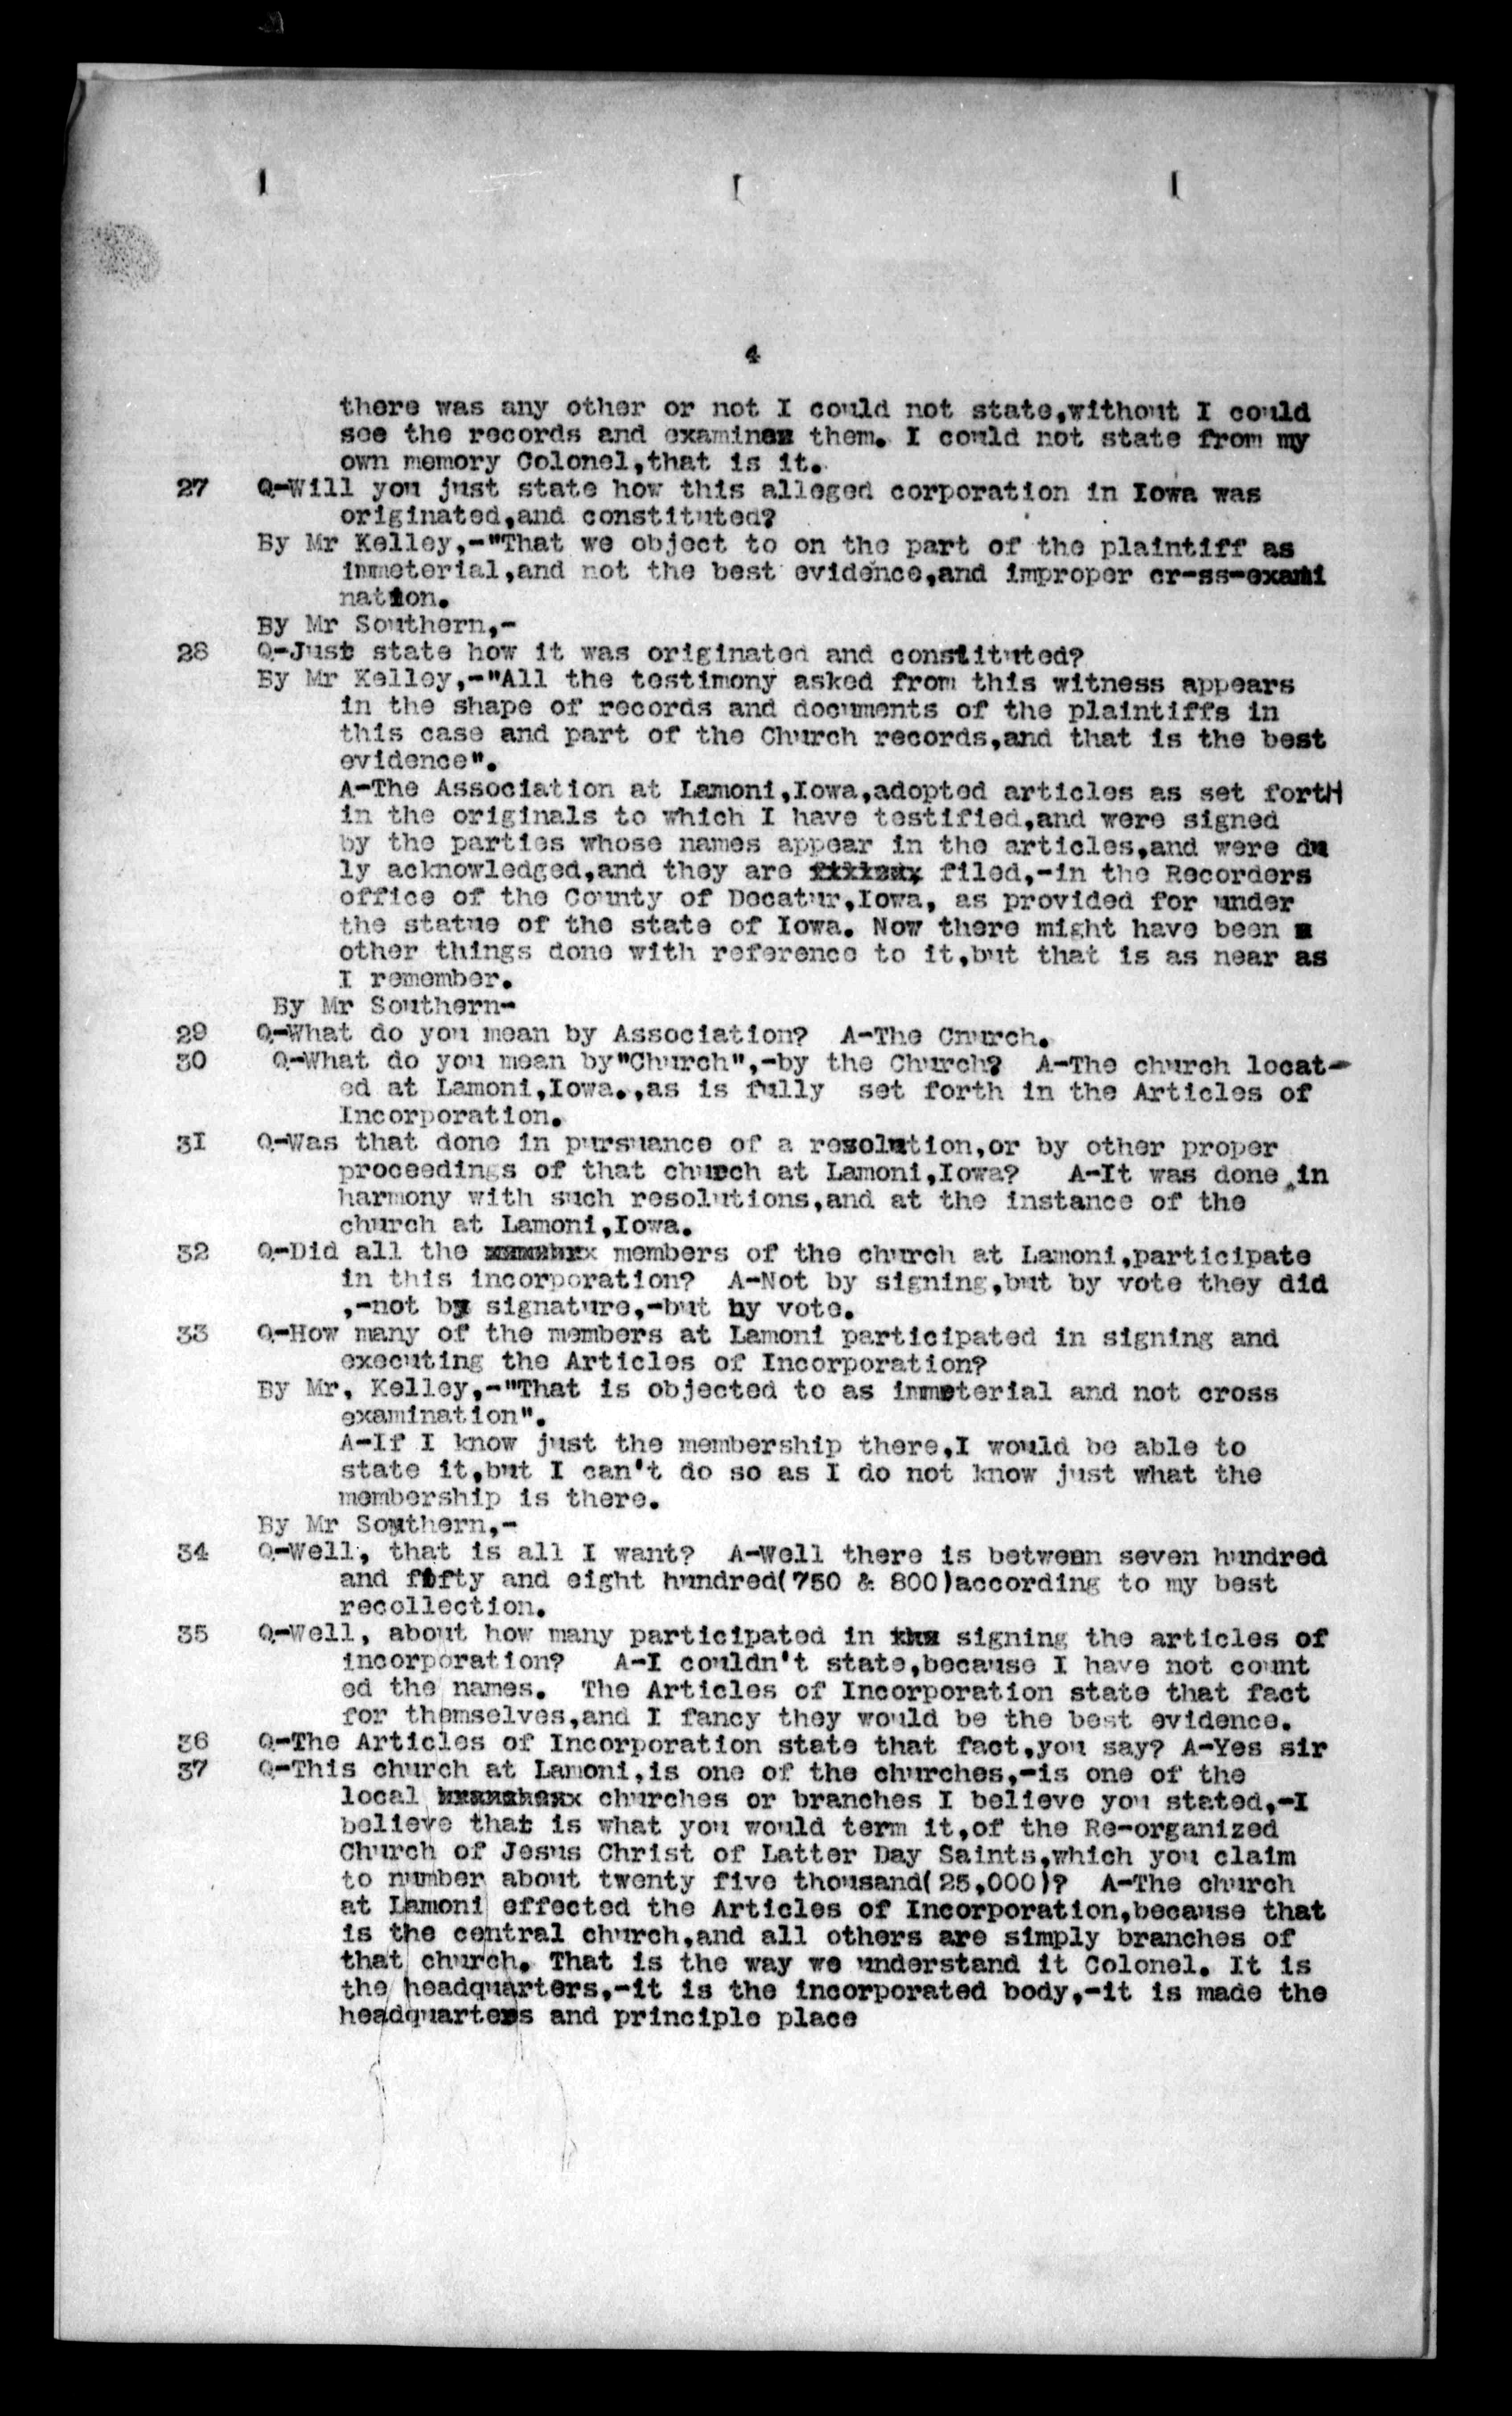 4
there was any other or not I could not state,without I could
see the records and examinex them. I could not state from my
own memory Colonel,that is it.
27 Q-Will you just state how this alleged corporation in Iowa was
originated,and constituted?
By Mr Kelley,-"That we object to on the part of the plaintiff as
immeterial,and not the best evidence,and improper cr-ss-exami
nation.
By Mr Southern,-
28 Q-Just state how it was originated and constituted?
By Mr Kelley,-"All the testimony asked from this witness appears
in the shape of records and documents of the plaintiffs in
this case and part of the Church records,and that is the best
evidence".
A-The Association at Lamoni,Iowa,adopted articles as set fortH
in the originals to which I have testified,and were signed
by the parties whose names appear in the articles,and were du
ly acknowledged,and they are filed,-in the Recorders
office of the County of Decatur,Iowa, as provided for under
the statue of the state of Iowa. Now there might have been
other things done with reference to it,but that is as near as
I remember.
By Mr Southern-
29 Q-What do you mean by Association? A-The Cnurch.
30 Q-What do you mean by"Church",-by the Church? A-The church locat-
ed at Lamoni,Iowa.,as is fully set forth in the Articles of
Incorporation.
31 Q-Was that done in pursuance of a resolution,or by other proper
proceedings of that church at Lamoni,Iowa? A-It was done in
harmony with such resolutions,and at the instance of the
church at Lamoni,Iowa.
32 Q-Did all the members of the church at Lamoni,participate
in this incorporation? A-Not by signing,but by vote they did
,-not by signature,-but by vote.
33 Q-How many of the members at Lamoni participated in signing and
executing the Articles of Incorporation?
By Mr, Kelley,-"That is objected to as immeterial and not cross
examination".
A-If I know just the membership there,I would be able to
state it,but I can't do so as I do not know just what the
membership is there.
By Mr Southern,-
34 Q-Well, that is all I want? A-Well there is between seven hundred
and fifty and eight hundred(750 & 800)according to my best
recollection.
35 Q-Well, about how many participated in signing the articles of
incorporation? A-I couldn't state,because I have not count
ed the names. The Articles of Incorporation state that fact
for themselves,and I fancy they would be the best evidence.
36 Q-The Articles of Incorporation state that fact,you say? A-Yes sir
37 Q-This church at Lamoni,is one of the churches,-is one of the
local churches or branches I believe you stated,-I
believe that is what you would term it,of the Re-organized
Church of Jesus Christ of Latter Day Saints,which you claim
to number about twenty five thousand(25,000)? A-The church
at Lamoni effected the Articles of Incorporation,because that
is the central church,and all others are simply branches of
that church. That is the way we understand it Colonel. It is
the headquarters,-it is the incorporated body,-it is made the
headquarters and principle place